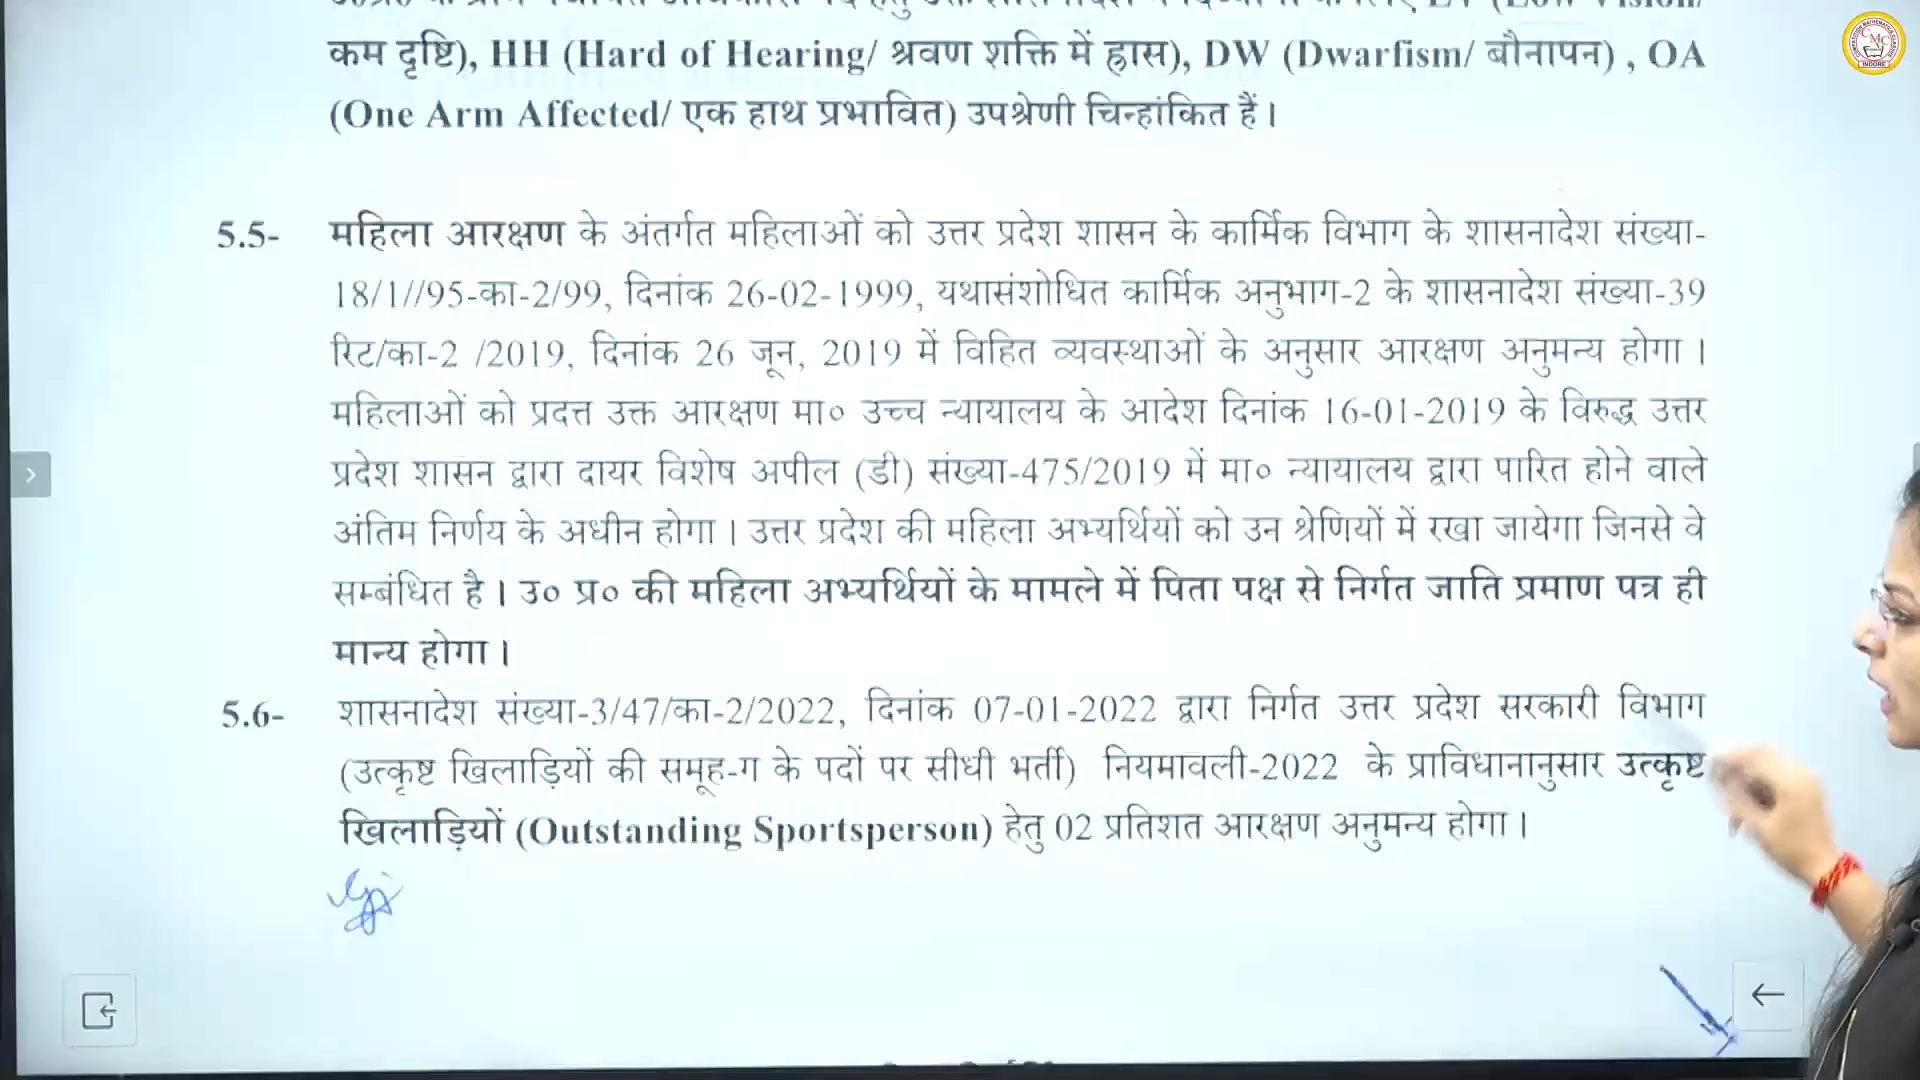 कम दृष्टि), HH (Hard of Hearing/ श्रवण शक्ति में ह्रास), DW (Dwarfism/ बौनापन) , OA
(One Arm Affected/ एक हाथ प्रभावित) उपश्रेणी चिन्हांकित हैं।
5.5- महिला आरक्षण के अंतर्गत महिलाओं को उत्तर प्रदेश शासन के कार्मिक विभाग के शासनादेश संख्या-
18/1//95-का-2/99, दिनांक 26-02-1999, यथासंशोधित कार्मिक अनुभाग-2 के शासनादेश संख्या-39
रिट/का-2 /2019, दिनांक 26 जून, 2019 में विहित व्यवस्थाओं के अनुसार आरक्षण अनुमन्य होगा ।
महिलाओं को प्रदत्त उक्त आरक्षण मा० उच्च न्यायालय के आदेश दिनांक 16-01-2019 के विरुद्ध उत्तर
प्रदेश शासन द्वारा दायर विशेष अपील (डी) संख्या-475/2019 में मा० न्यायालय द्वारा पारित होने वाले
अंतिम निर्णय के अधीन होगा । उत्तर प्रदेश की महिला अभ्यर्थियों को उन श्रेणियों में रखा जायेगा जिनसे वे
सम्बंधित है । उ० प्र० की महिला अभ्यर्थियों के मामले में पिता पक्ष से निर्गत जाति प्रमाण पत्र ही
मान्य होगा ।
5.6- शासनादेश संख्या-3/47/का-2/2022, दिनांक 07-01-2022 द्वारा निर्गत उत्तर प्रदेश सरकारी विभाग
(उत्कृष्ट खिलाड़ियों की समूह-ग के पदों पर सीधी भर्ती) नियमावली-2022 के प्राविधानानुसार उत्कृष्ट
खिलाड़ियों (Outstanding Sportsperson) हेतु 02 प्रतिशत आरक्षण अनुमन्य होगा ।
CMC
INDORE